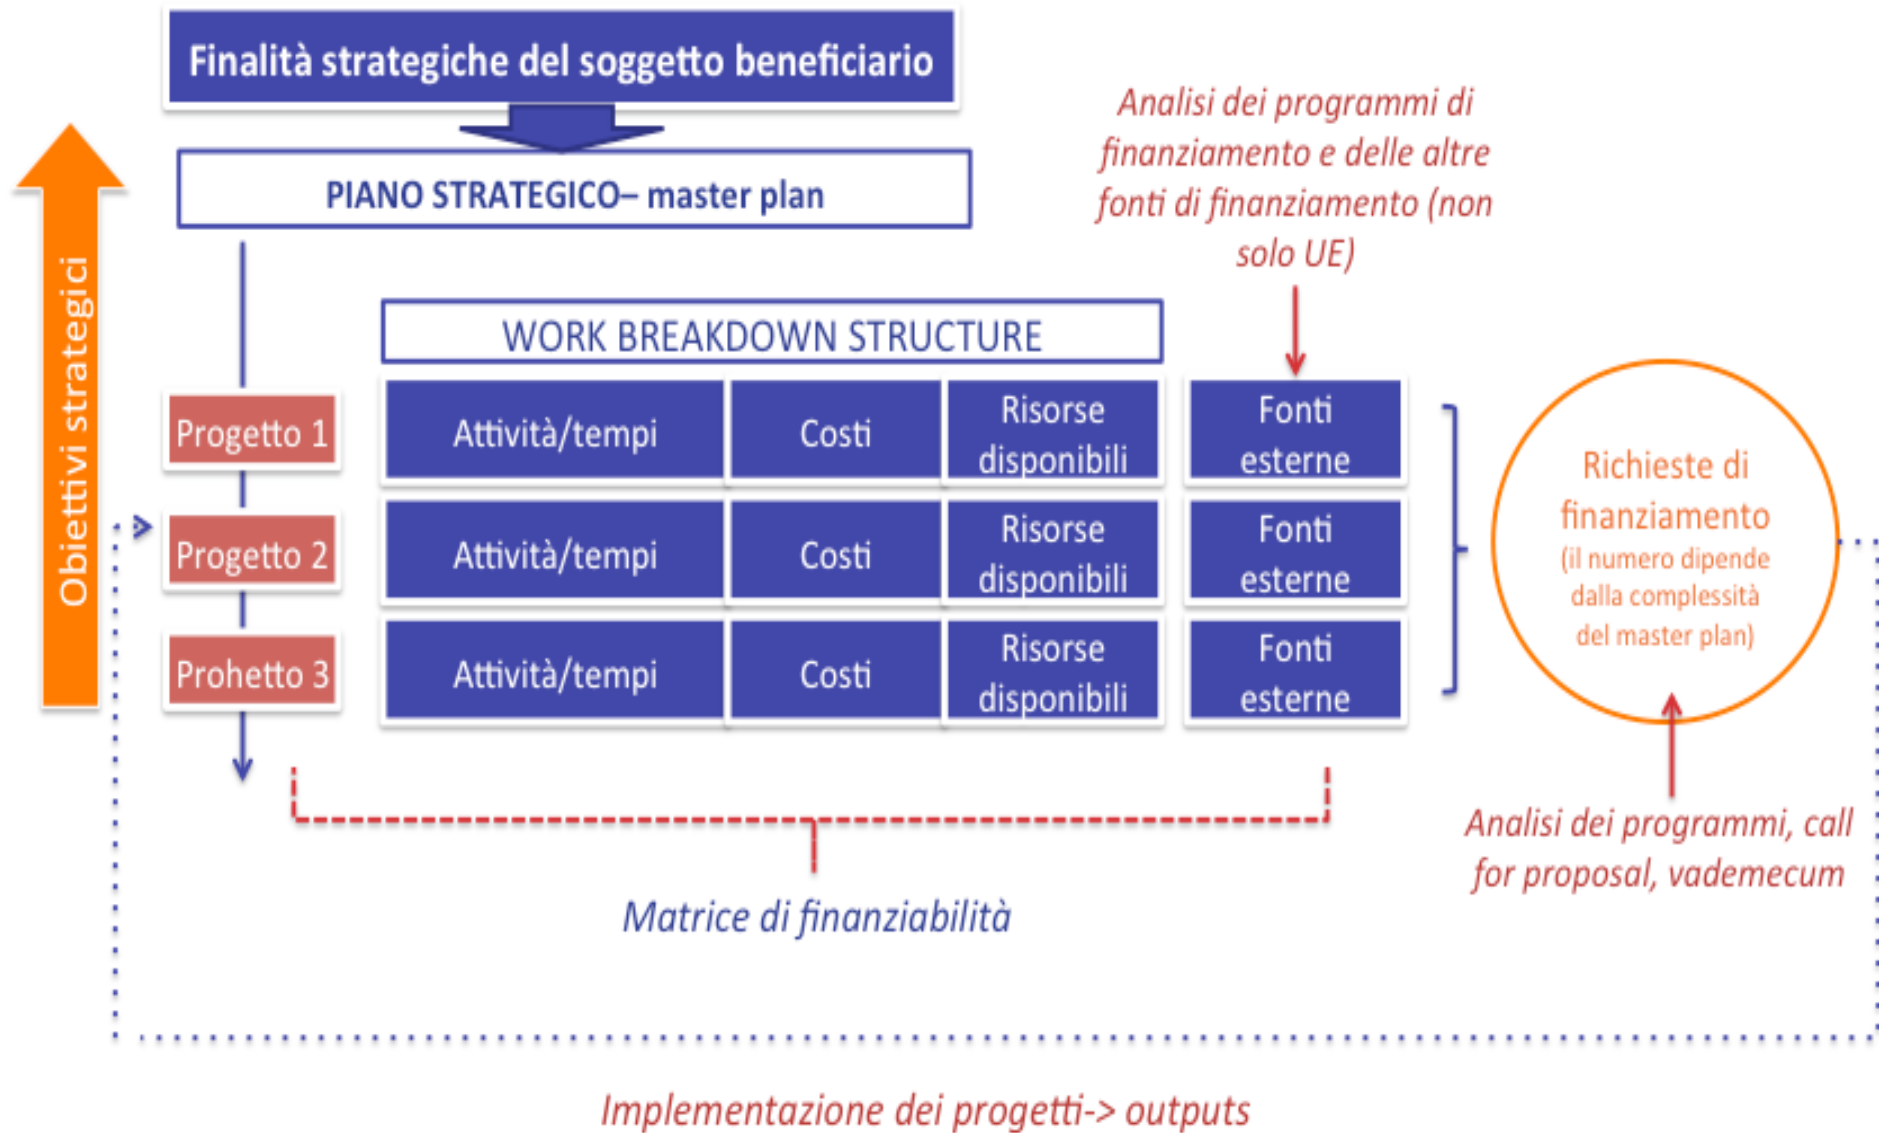 Finalità strategiche del soggetto beneficiario
PIANO STRATEGICO– master plan
Analisi dei programmi di
finanziamento e delle altre
fonti di finanziamento (non
solo UE)
Obiettivi strategici
WORK BREAKDOWN STRUCTURE
Progetto 1
Attività/tempi
Costi
Risorse
disponibili
Fonti
esterne
Progetto 2
Attività/tempi
Costi
Risorse
disponibili
Fonti
esterne
Prohetto 3
Attività/tempi
Costi
Risorse
disponibili
Fonti
esterne
Richieste di
finanziamento
(il numero dipende
dalla complessità
del master plan)
Analisi dei programmi, call
for proposal, vademecum
Matrice di finanziabilità
Implementazione dei progetti-> outputs